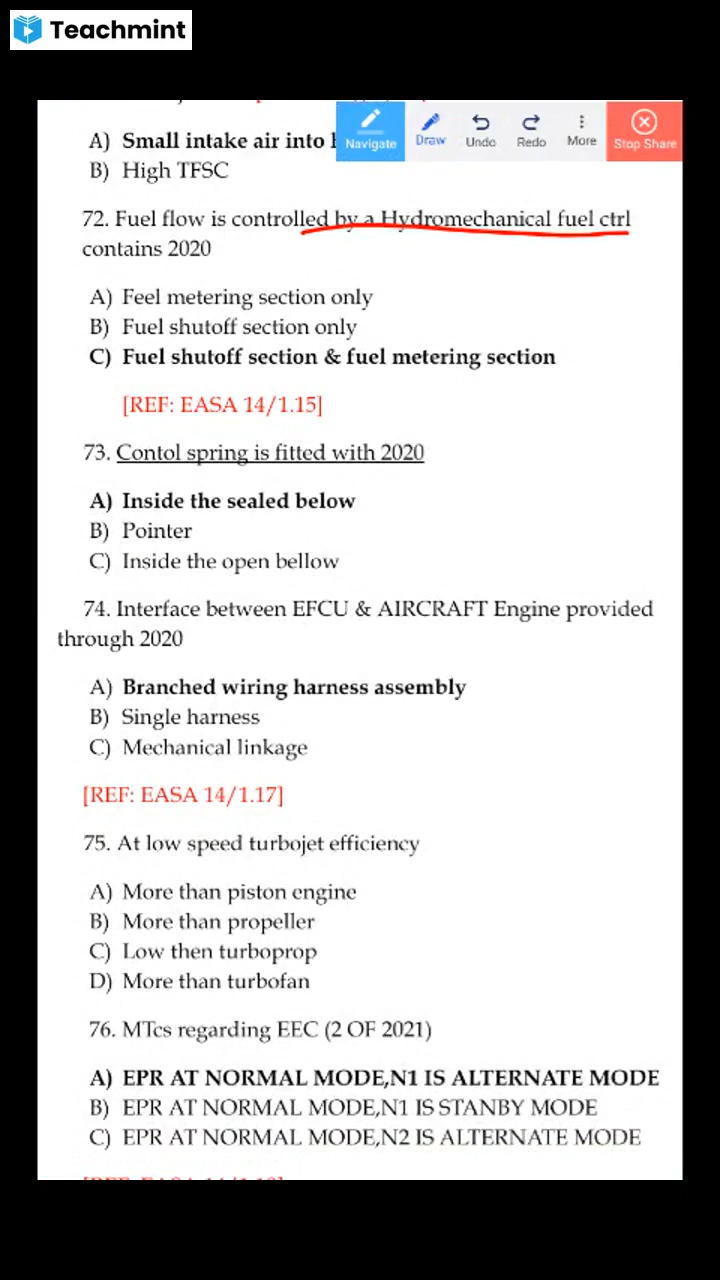 Teachmint
A) Small intake air into
B) High TFSC
Navigate Draw Undo Redo More Stop Share
72. Fuel flow is controlled by a Hydromechanical fuel ctrl
contains 2020
A) Feel metering section only
B) Fuel shutoff section only
C) Fuel shutoff section & fuel metering section
[REF: EASA 14/1.15]
73. Contol spring is fitted with 2020
A) Inside the sealed below
B) Pointer
C) Inside the open bellow
74. Interface between EFCU & AIRCRAFT Engine provided
through 2020
A) Branched wiring harness assembly
B) Single harness
C) Mechanical linkage
[REF: EASA 14/1.17]
75. At low speed turbojet efficiency
A) More than piston engine
B) More than propeller
C) Low then turboprop
D) More than turbofan
76. MTcs regarding EEC (2 OF 2021)
A) EPR AT NORMAL MODE,N1 IS ALTERNATE MODE
B) EPR AT NORMAL MODE,N1 IS STANBY MODE
C) EPR AT NORMAL MODE,N2 IS ALTERNATE MODE